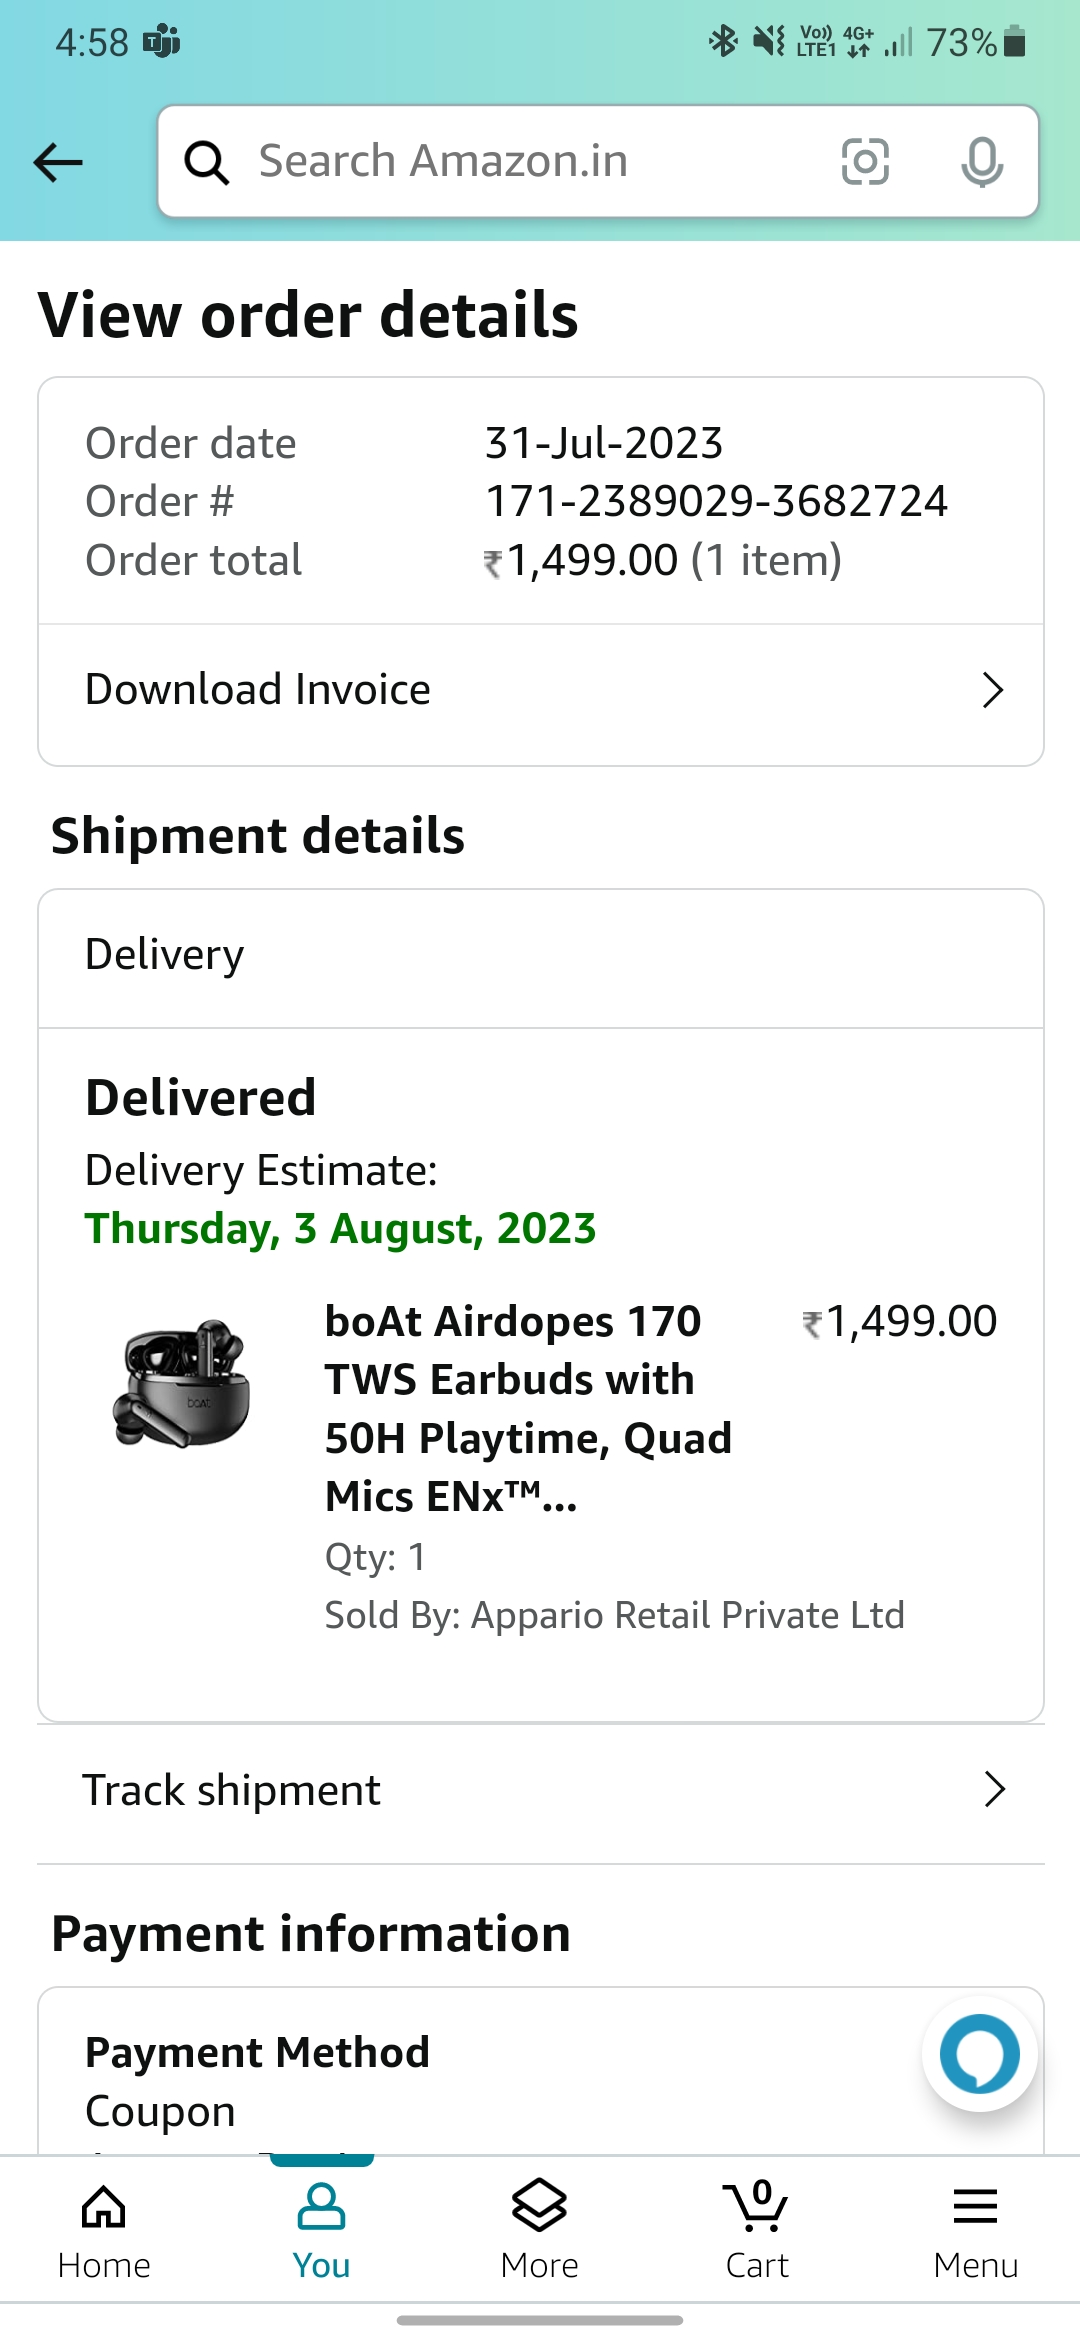 4:58
Vo)) LTE1 4G+ 73%
Search Amazon.in
View order details
Order date 31-Jul-2023
Order # 171-2389029-3682724
Order total ₹1,499.00 (1 item)
Download Invoice
Shipment details
Delivery
Delivered
Delivery Estimate:
Thursday, 3 August, 2023
boAt Airdopes 170 ₹1,499.00
TWS Earbuds with
50H Playtime, Quad
Mics ENx™...
boAt
Qty: 1
Sold By: Appario Retail Private Ltd
Track shipment
Payment information
Payment Method
Coupon
0
Home You More Cart Menu